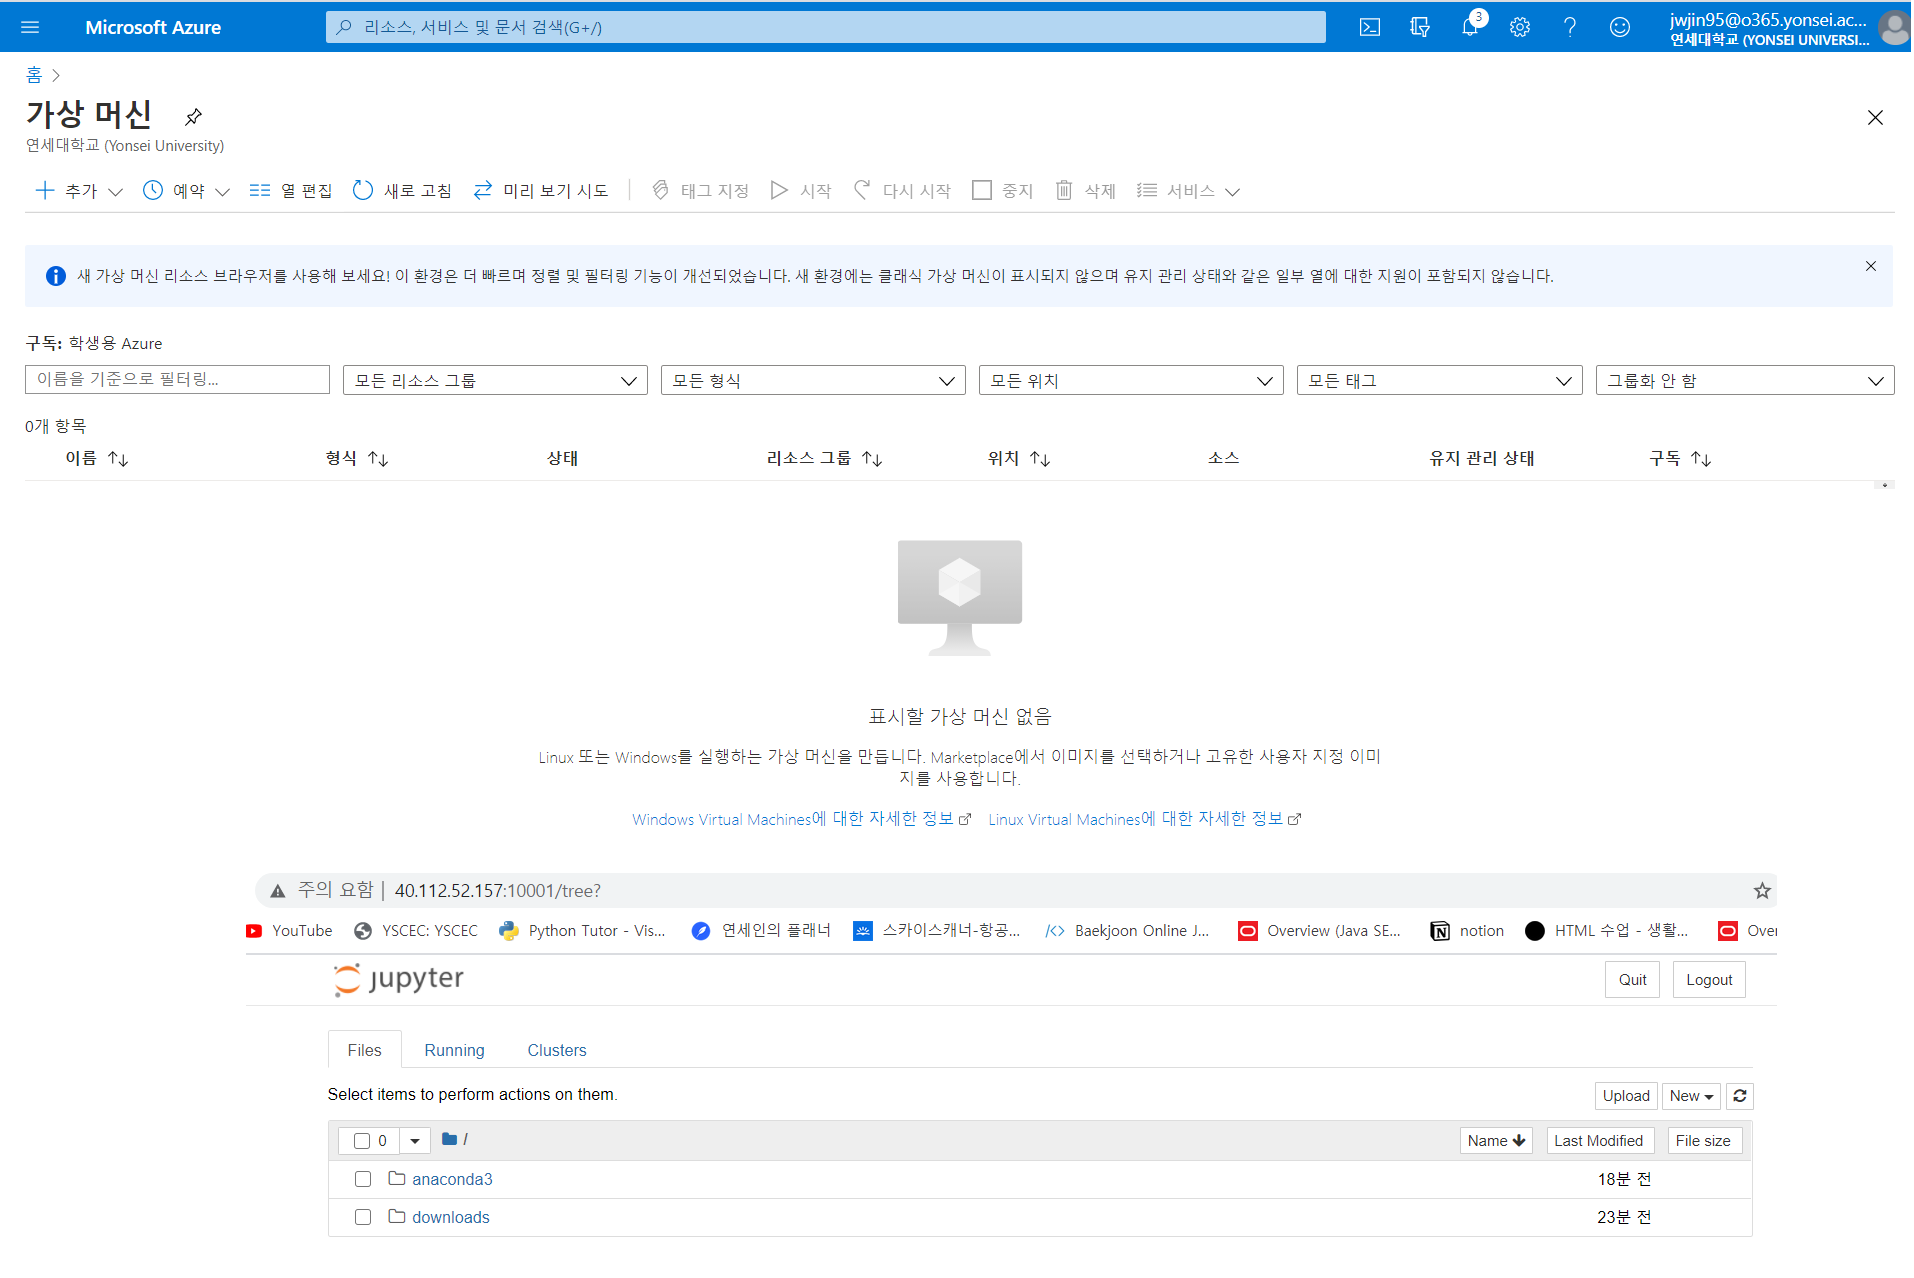 Microsoft Azure
리소스, 서비스 및 문서 검색(G+/)
3
jwjin95@o365.yonsei.ac...
연세대학교 (YONSEI UNIVERSI...
홈
가상 머신
연세대학교 (Yonsei University)
추가 예약 열 편집 새로 고침 미리 보기 시도 태그 지정 시작 다시 시작 중지 삭제 서비스
새 가상 머신 리소스 브라우저를 사용해 보세요! 이 환경은 더 빠르며 정렬 및 필터링 기능이 개선되었습니다. 새 환경에는 클래식 가상 머신이 표시되지 않으며 유지 관리 상태와 같은 일부 열에 대한 지원이 포함되지 않습니다.
구독: 학생용 Azure
이름을 기준으로 필터링... 모든 리소스 그룹 모든 형식 모든 위치 모든 태그 그룹화 안 함
0개 항목
이름 형식 상태 리소스 그룹 위치 소스 유지 관리 상태 구독
표시할 가상 머신 없음
Linux 또는 Windows를 실행하는 가상 머신을 만듭니다. Marketplace에서 이미지를 선택하거나 고유한 사용자 지정 이미
지를 사용합니다.
Windows Virtual Machines에 대한 자세한 정보 Linux Virtual Machines에 대한 자세한 정보
주의 요함 | 40.112.52.157:10001/tree?
YouTube YSCEC: YSCEC Python Tutor - Vis... 연세인의 플래너 스카이스캐너-항공... Baekjoon Online J... Overview (Java SE... notion HTML 수업 - 생활... Over
jupyter Quit Logout
Files Running Clusters
Select items to perform actions on them. Upload New
0 / Name Last Modified File size
anaconda3 18분 전
downloads 23분 전